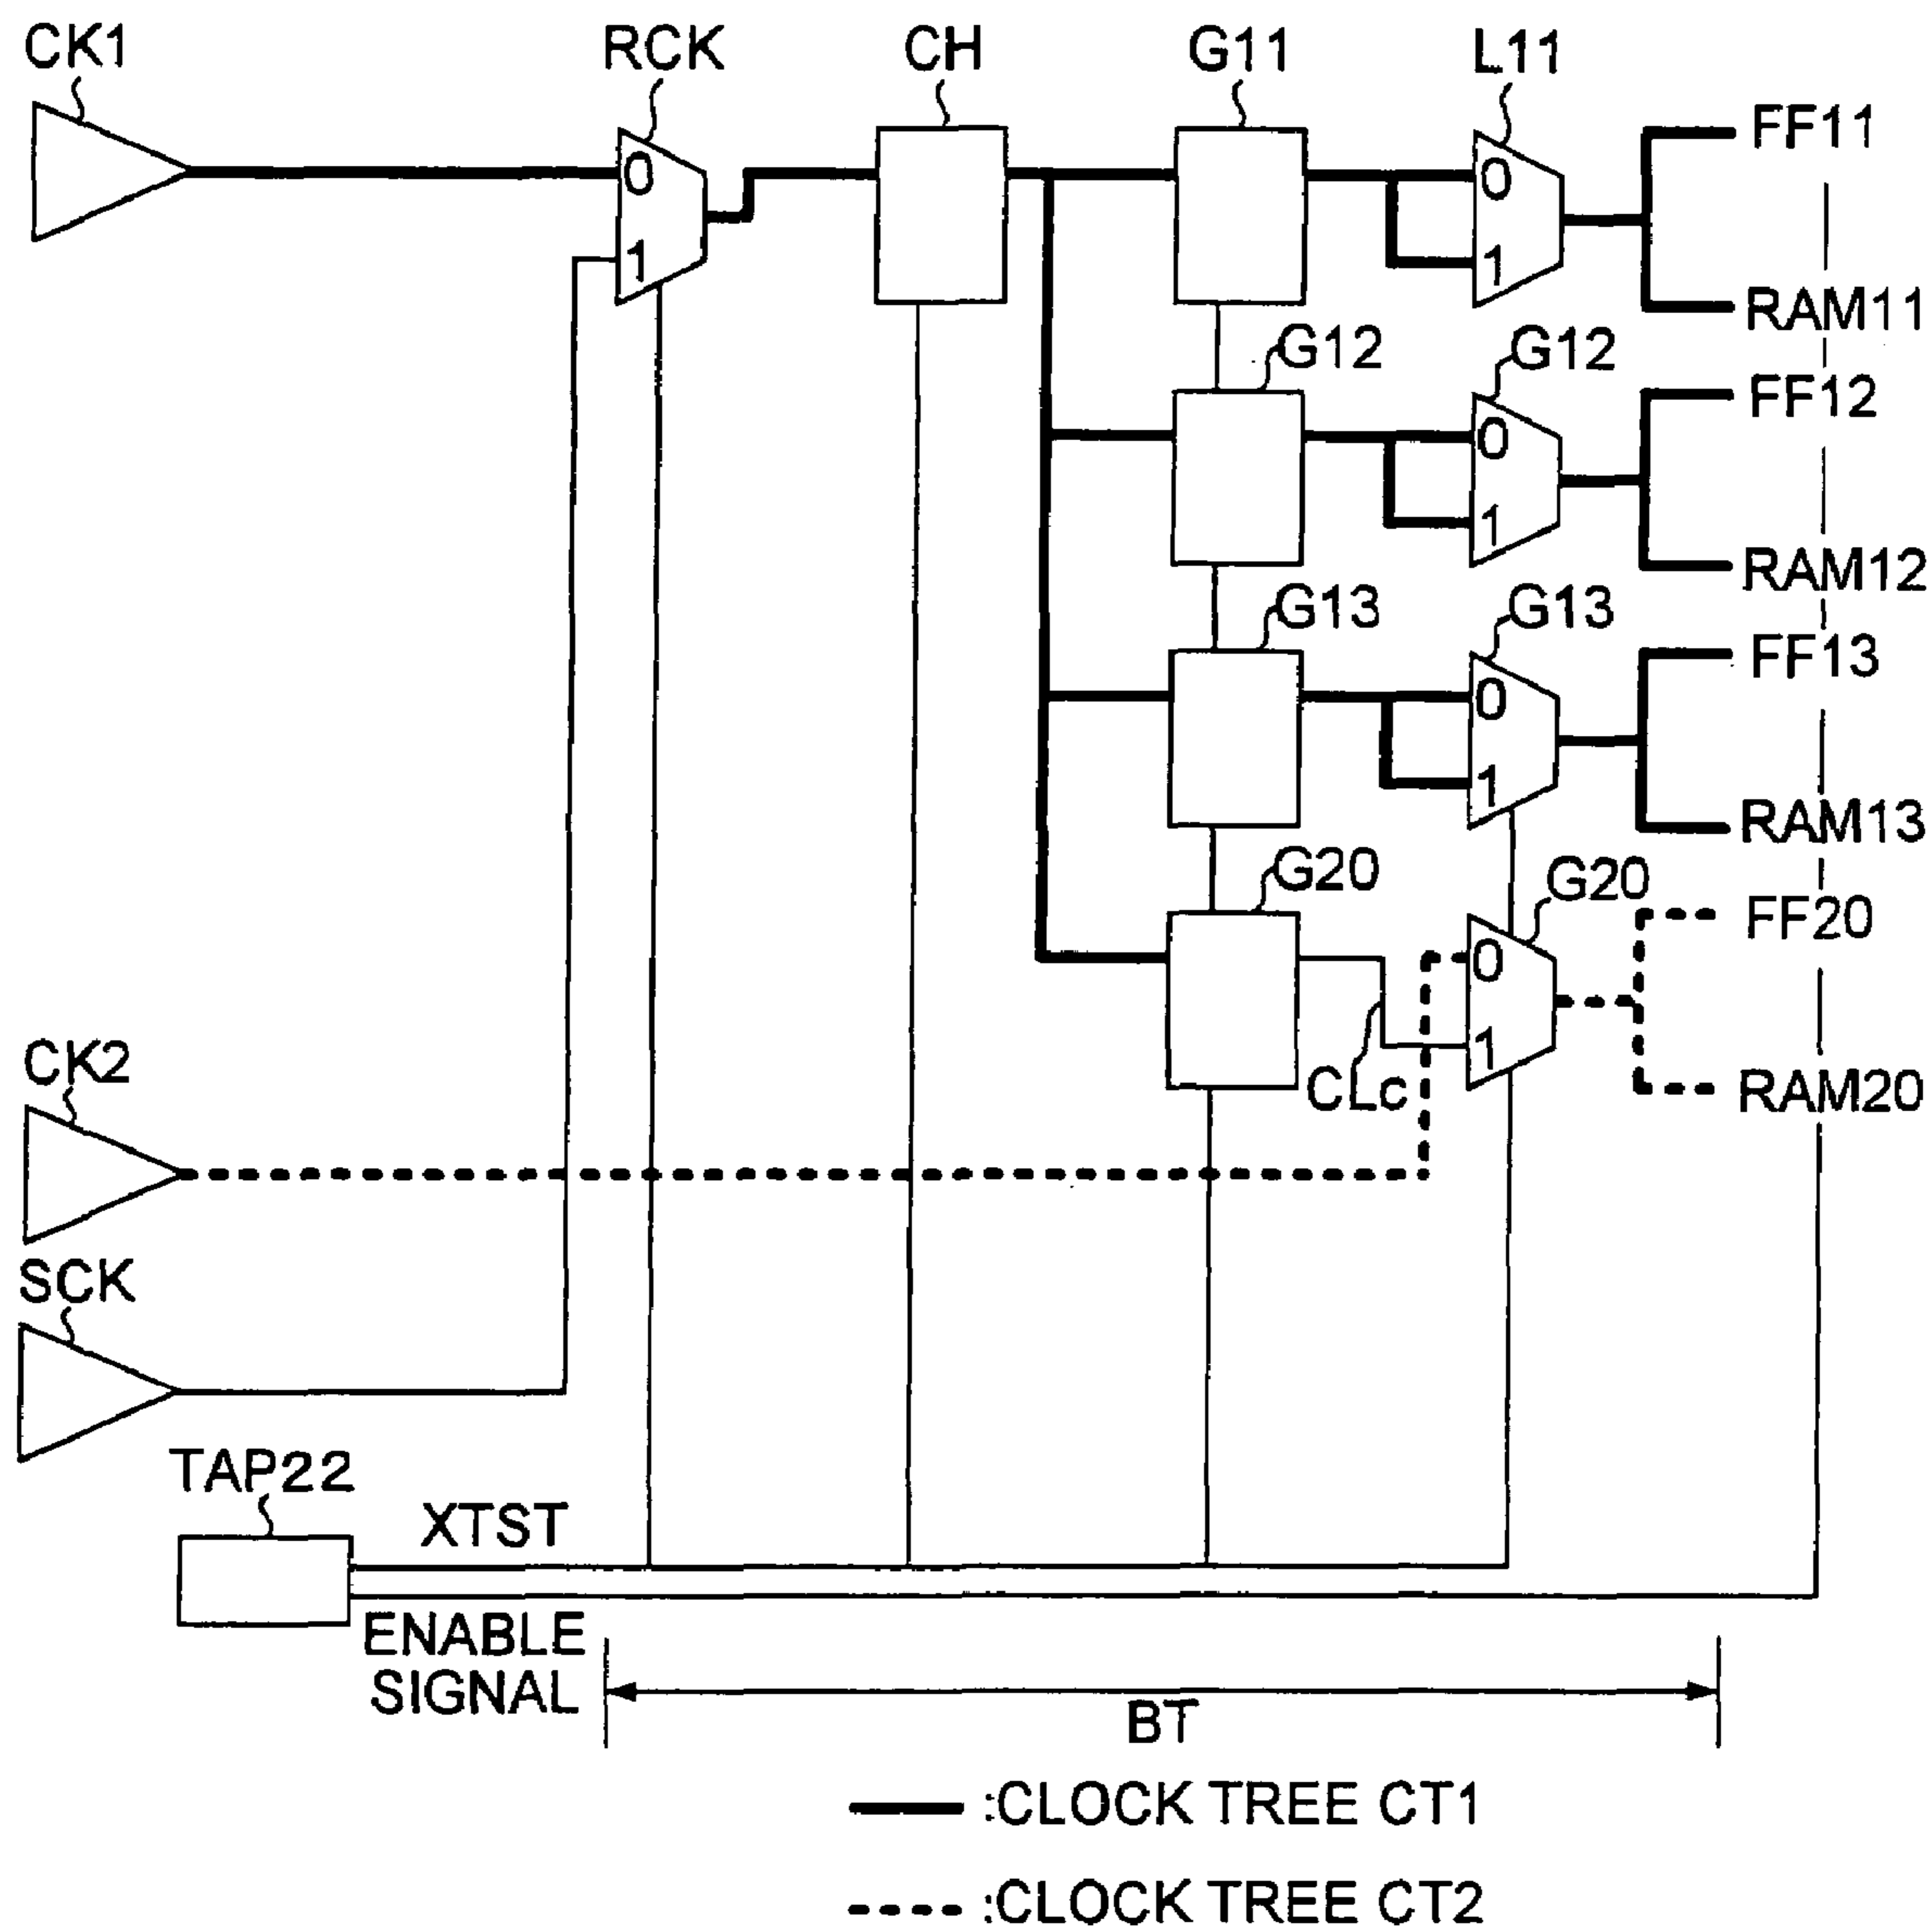 CK1
RCK
CH
G11
L11
0
1
0
1
FF11
RAM11
G12
G12
0
1
FF12
RAM12
G13
G13
0
1
FF13
RAM13
G20
G20
0
1
FF20
RAM20
CLc
CK2
SCK
TAP22
XTST
ENABLE
SIGNAL
BT
:CLOCK TREE CT1
:CLOCK TREE CT2